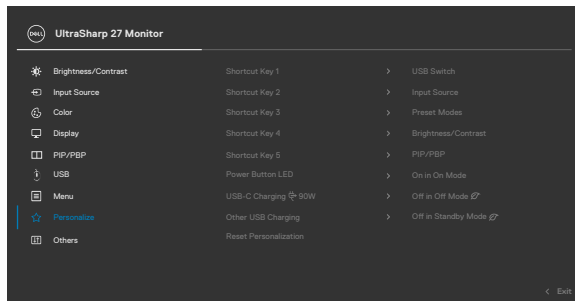 DELL UltraSharp 27 Monitor
Brightness/Contrast Shortcut Key 1 > USB Switch
Input Source Shortcut Key 2 > Input Source
Color Shortcut Key 3 > Preset Modes
Display Shortcut Key 4 > Brightness/Contrast
PIP/PBP Shortcut Key 5 > PIP/PBP
USB Power Button LED > On in On Mode
Menu USB-C Charging 90W > Off in Off Mode
Personalize Other USB Charging > Off in Standby Mode
Others Reset Personalization
< Exit